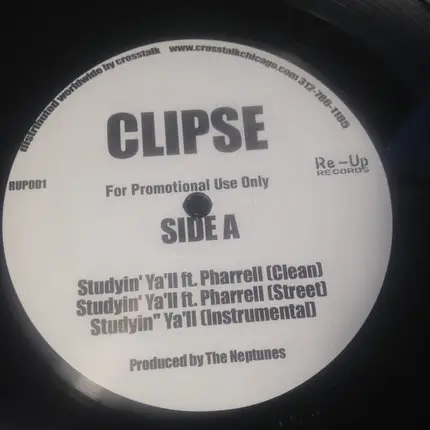 distributed worldwide by crosstalk www.crosstalkchicago.com 312-786-1185
CLIPSE
Re-Up
RECORDS
RUP001
For Promotional Use Only
SIDE A
Studyin' Ya'll ft. Pharrell (Clean)
Studyin' Ya'll ft. Pharrell (Street)
Studyin" Ya'll (Instrumental)
Produced by The Neptunes